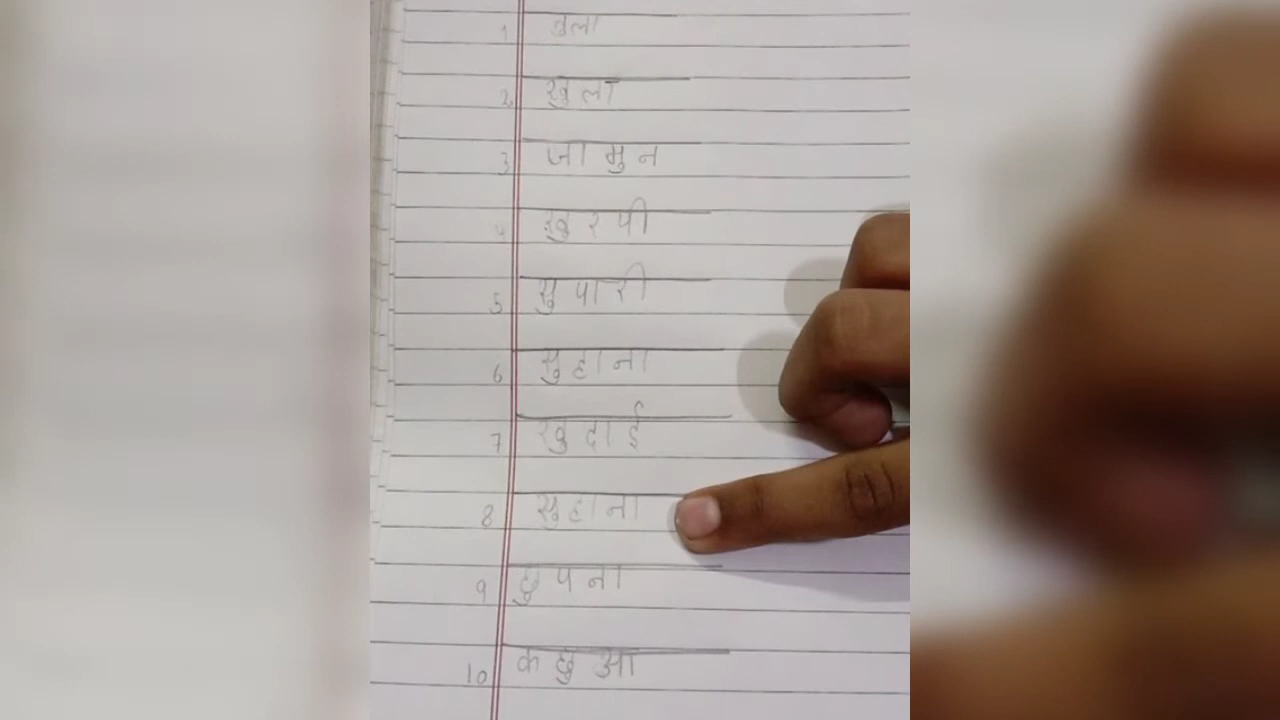 1 तुला
2 खुला
3 जामुन
4 खुरपी
5 सुपारी
6 सुहाना
7 खुदाई
8 सुहाना
9 छुपना
10 कछुआ